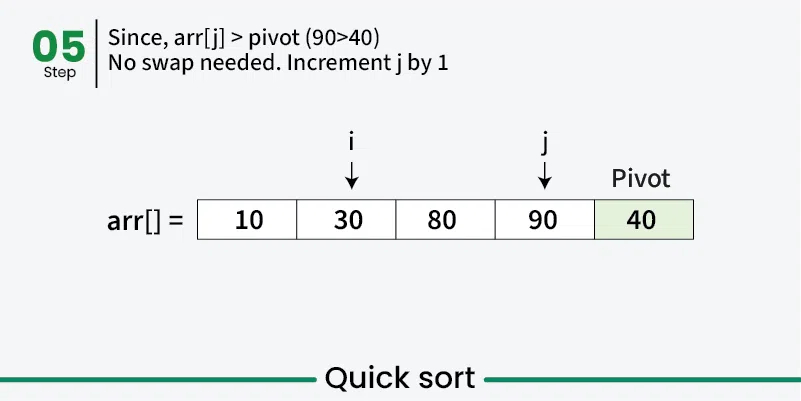 05
Step
Since, arr[j] > pivot (90>40)
No swap needed. Increment j by 1
i
j
Pivot
arr[] = 10 30 80 90 40
Quick sort